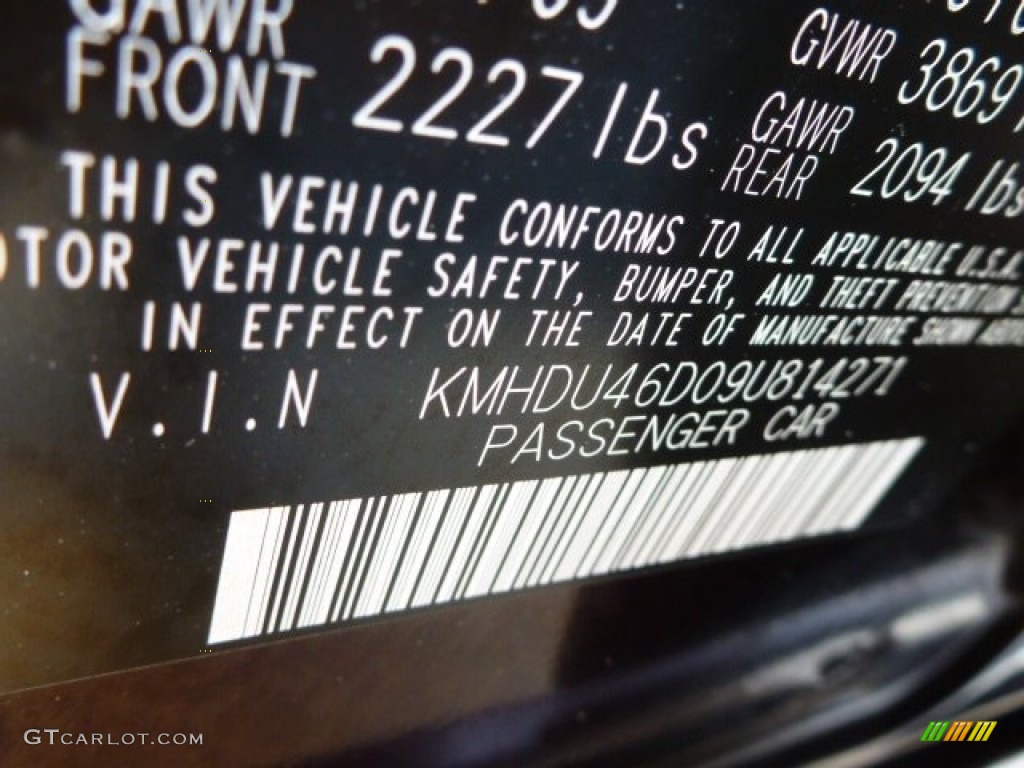 GVWR 3869
GAWR
FRONT 2227 lbs
GAWR
REAR 2094 lbs
THIS VEHICLE CONFORMS TO ALL APPLICABLE U.S.A.
TOR VEHICLE SAFETY, BUMPER, AND THEFT PREVENTION S
IN EFFECT ON THE DATE OF MANUFACTURE SHOWN ABOVE
V.I.N KMHDU46D09U814271
PASSENGER CAR
GTCARLOT.COM